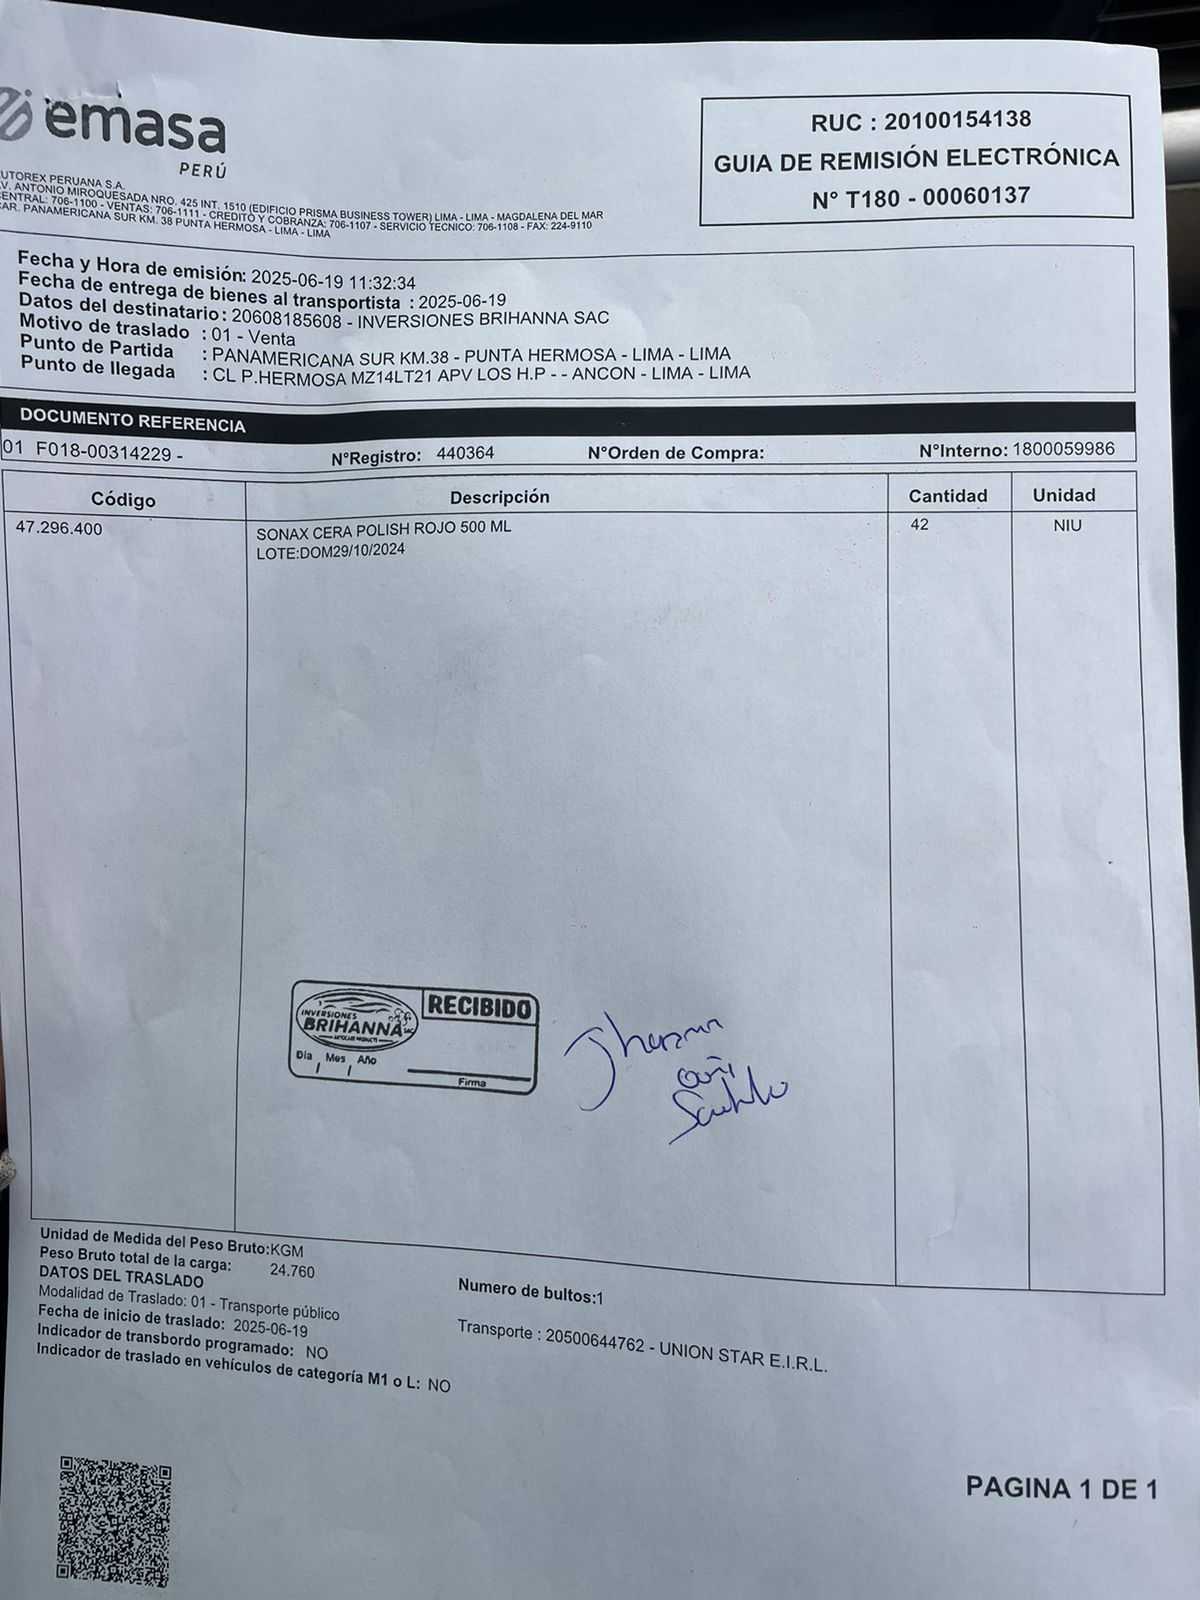 emasa
PERÚ
UTOREX PERUANA S.A.
V. ANTONIO MIROQUESADA NRO. 425 INT. 1510 (EDIFICIO PRISMA BUSINESS TOWER) LIMA - LIMA - MAGDALENA DEL MAR
CENTRAL: 706-1100 - VENTAS: 706-1111 - CREDITO Y COBRANZA: 706-1107 - SERVICIO TECNICO: 706-1108 - FAX: 224-9110
CAR. PANAMERICANA SUR KM. 38 PUNTA HERMOSA - LIMA - LIMA
RUC : 20100154138
GUIA DE REMISIÓN ELECTRÓNICA
N° T180 - 00060137
Fecha y Hora de emisión: 2025-06-19 11:32:34
Fecha de entrega de bienes al transportista : 2025-06-19
Datos del destinatario : 20608185608 - INVERSIONES BRIHANNA SAC
Motivo de traslado : 01 - Venta
Punto de Partida : PANAMERICANA SUR KM.38 - PUNTA HERMOSA - LIMA - LIMA
Punto de llegada : CL P.HERMOSA MZ14LT21 APV LOS H.P - - ANCON - LIMA - LIMA
DOCUMENTO REFERENCIA
01 F018-00314229 - N°Registro: 440364 N°Orden de Compra: N°Interno: 1800059986
Código Descripción Cantidad Unidad
47.296.400 SONAX CERA POLISH ROJO 500 ML 42 NIU
LOTE:DOM29/10/2024
INVERSIONES
BRIHANNA SAC
AUTOCARE PRODUCTS
RECIBIDO
Día Mes Año
/ /
Firma
Unidad de Medida del Peso Bruto:KGM
Peso Bruto total de la carga: 24.760
DATOS DEL TRASLADO
Numero de bultos:1
Modalidad de Traslado: 01 - Transporte público
Fecha de inicio de traslado: 2025-06-19
Transporte : 20500644762 - UNION STAR E.I.R.L.
Indicador de transbordo programado: NO
Indicador de traslado en vehículos de categoría M1 o L: NO
PAGINA 1 DE 1